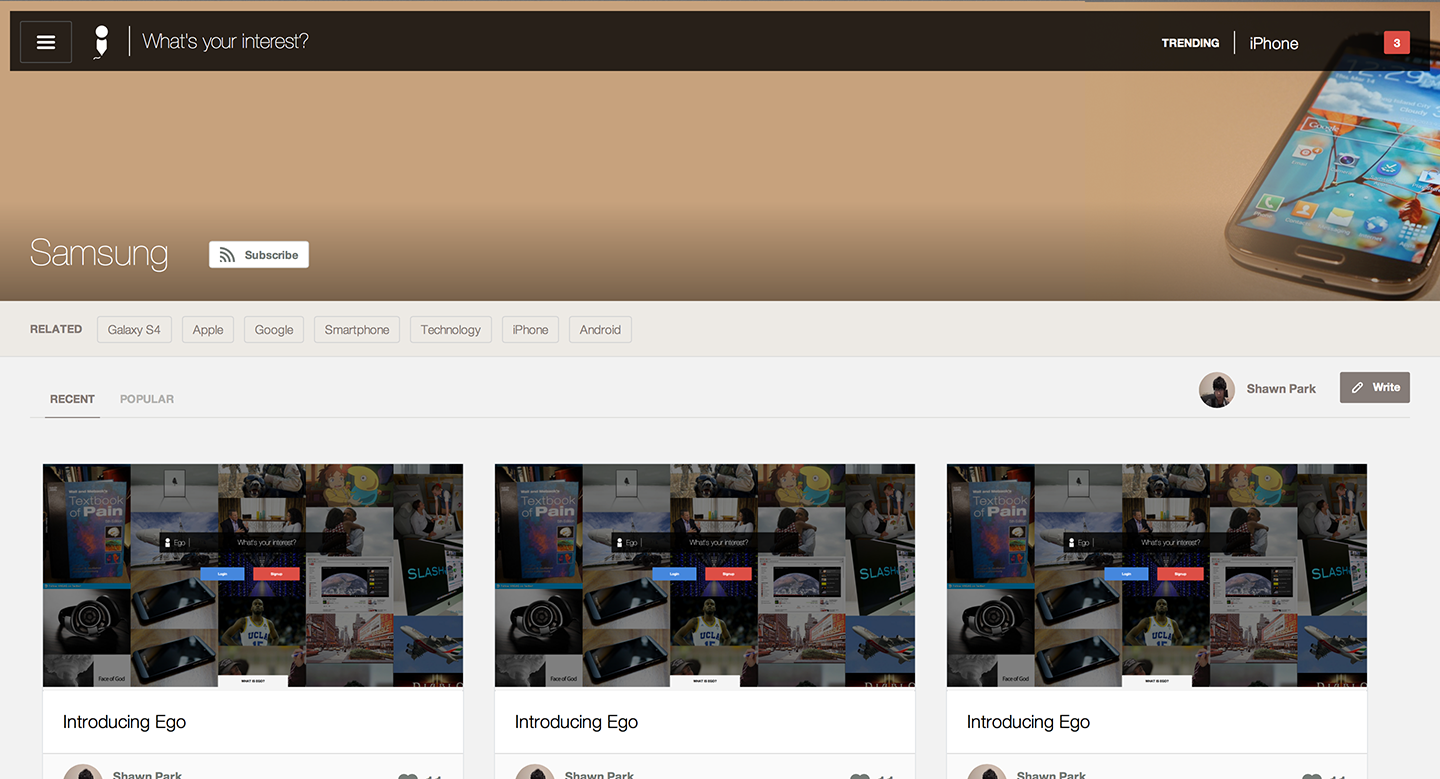 What's your interest?
TRENDING
iPhone
3
12:29
Google
Samsung
Subscribe
RELATED
Galaxy S4
Apple
Google
Smartphone
Technology
iPhone
Android
RECENT
POPULAR
Shawn Park
Write
Textbook
of Pain
Ego
What's your interest?
Login
Signup
SLASH
UCLA
Face of God
WHAT IS EGO?
Textbook
of Pain
Ego
What's your interest?
Login
Signup
SLASH
UCLA
Face of God
WHAT IS EGO?
Textbook
of Pain
Ego
What's your interest?
Login
Signup
SLASH
UCLA
Face of God
WHAT IS EGO?
Introducing Ego
Introducing Ego
Introducing Ego
Shawn Park
Shawn Park
Shawn Park